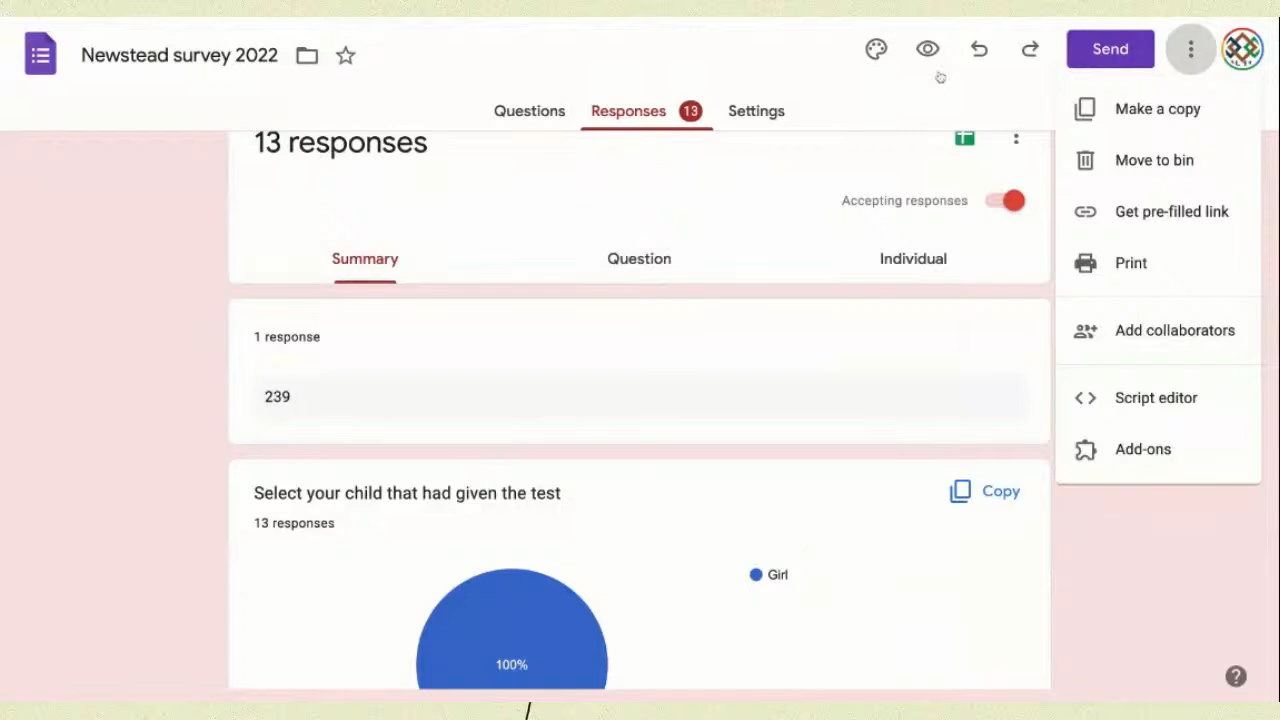 Newstead survey 2022
Send
Questions
Responses 13
Settings
13 responses
Accepting responses
Summary
Question
Individual
1 response
239
Select your child that had given the test
Copy
13 responses
Girl
100%
Make a copy
Move to bin
Get pre-filled link
Print
Add collaborators
Script editor
Add-ons